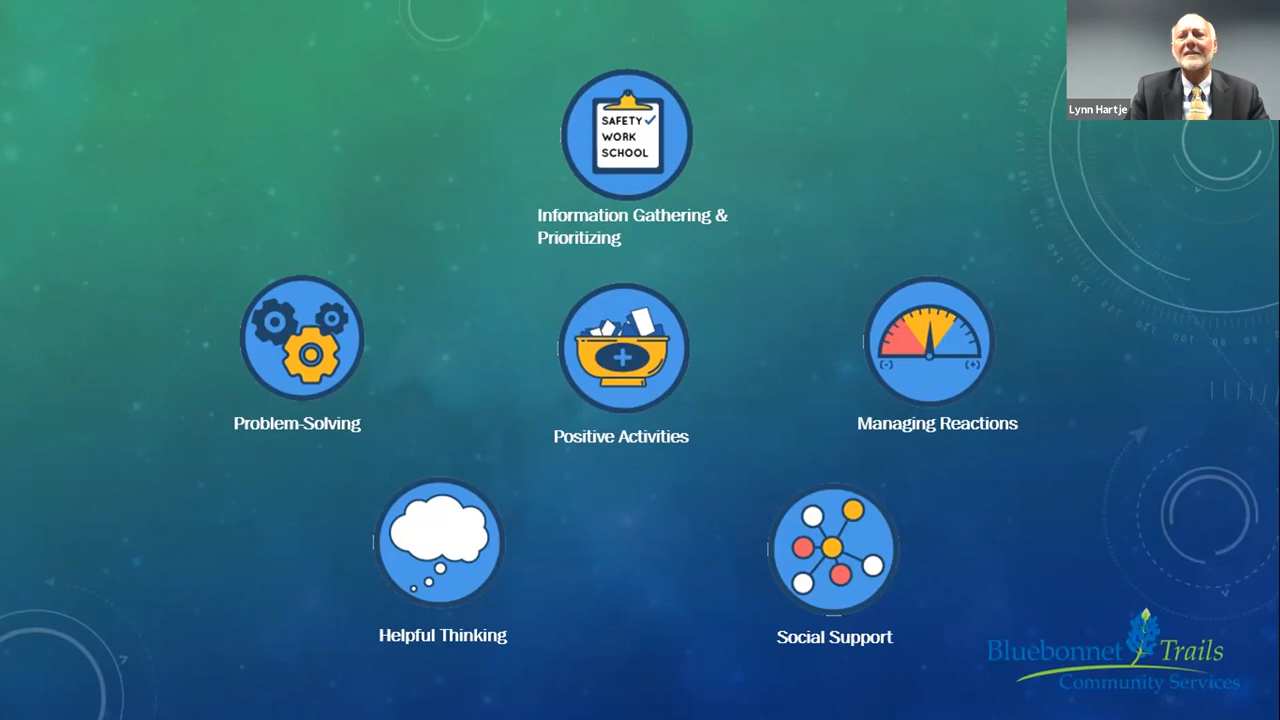 Lynn Hartje
SAFETY
WORK
SCHOOL
Information Gathering &
Prioritizing
(-)
(+)
Problem-Solving
Positive Activities
Managing Reactions
Helpful Thinking
Social Support
Bluebonnet Trails
Community Services